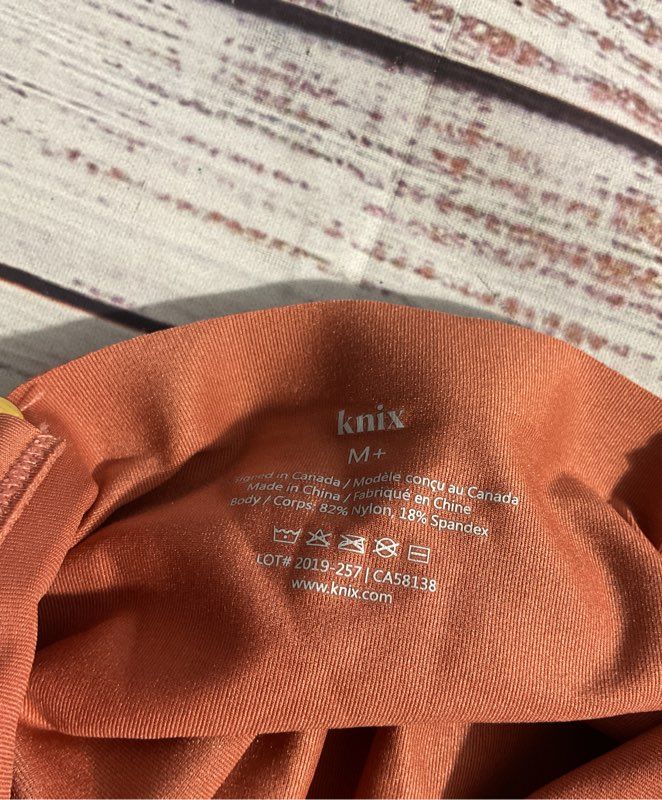 knix
M+
in Canada / Modèle conçu au Canada
Made in China / Fabriqué en Chine
Body / Corps: 82% Nylon, 18% Spandex
LOT# 2019-257 | CA58138
www.knix.com